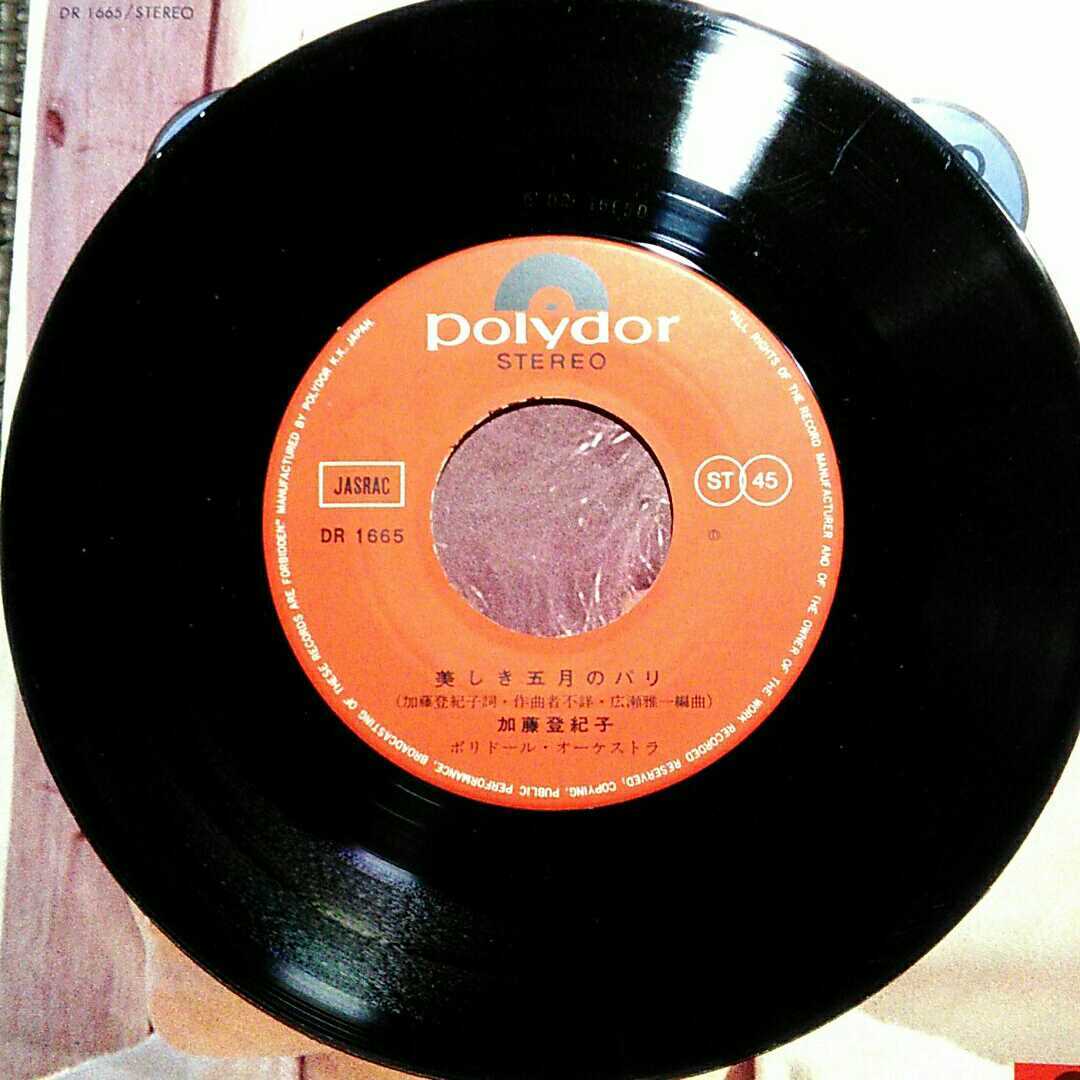 DR 1665/STEREO
polydor
STEREO
JASRAC
DR 1665
ST 45
Ⓟ
美しき五月のパリ
(加藤登紀子詞・作曲者不詳・広瀬雅一編曲)
加藤登紀子
ポリドール・オーケストラ
"ALL RIGHTS OF THE RECORD MANUFACTURER AND OF THE OWNER OF THE WORK RECORDED RESERVED, COPYING, PUBLIC PERFORMANCE, BROADCASTING OF THESE RECORDS ARE FORBIDDEN" MANUFACTURED BY POLYDOR K.K. JAPAN.